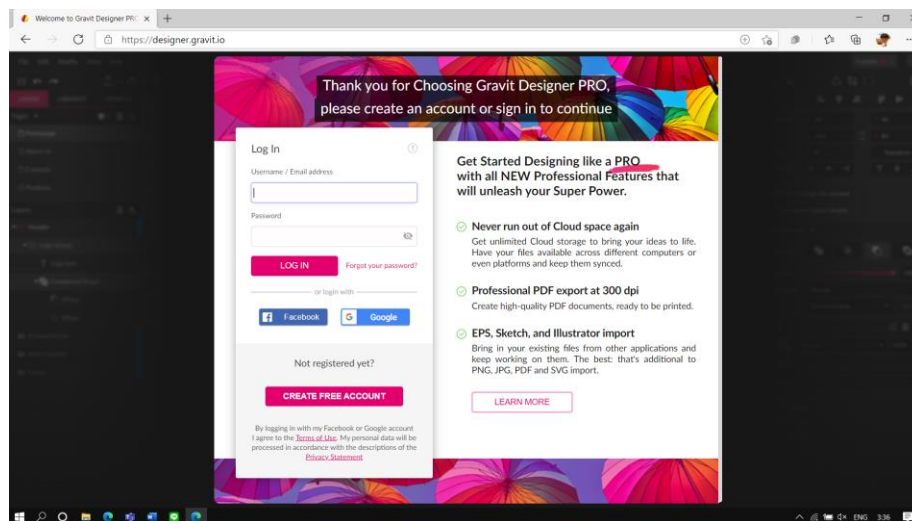 Welcome to Gravit Designer PRO
https://designer.gravit.io
Thank you for Choosing Gravit Designer PRO,
please create an account or sign in to continue
Log In
Username / Email address
Password
LOG IN
Forgot your password?
or login with
Facebook
G Google
Not registered yet?
CREATE FREE ACCOUNT
By logging in with my Facebook or Google account
I agree to the Terms of Use. My personal data will be
processed in accordance with the descriptions of the
Privacy Statement
Get Started Designing like a PRO
with all NEW Professional Features that
will unleash your Super Power.
Never run out of Cloud space again
Get unlimited Cloud storage to bring your ideas to life.
Have your files available across different computers or
even platforms and keep them synced.
Professional PDF export at 300 dpi
Create high-quality PDF documents, ready to be printed.
EPS, Sketch, and Illustrator import
Bring in your existing files from other applications and
keep working on them. The best: that's additional to
PNG, JPG, PDF and SVG import.
LEARN MORE
ENG 3:36